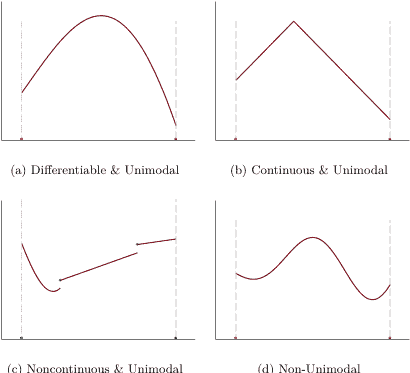 (a) Differentiable & Unimodal
(b) Continuous & Unimodal
(c) Noncontinuous & Unimodal
(d) Non-Unimodal